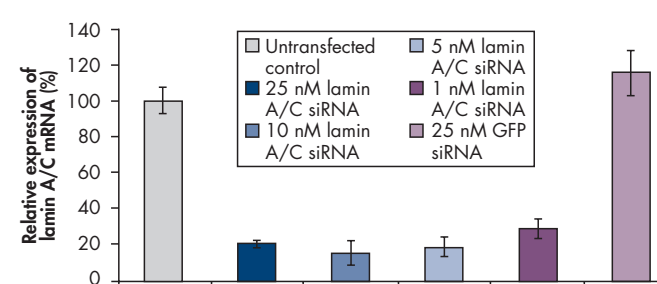 Relative expression of
lamin A/C mRNA (%)
140
120
100
80
60
40
20
0
Untransfected
control
25 nM lamin
A/C siRNA
10 nM lamin
A/C siRNA
5 nM lamin
A/C siRNA
1 nM lamin
A/C siRNA
25 nM GFP
siRNA